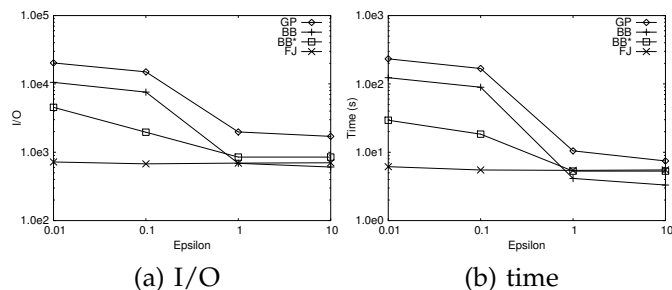 1.0e5
1.0e4
1.0e3
1.0e2
I/O
GP
BB
BB*
FJ
0.01 0.1 1 10
Epsilon
(a) I/O
1.0e3
1.0e2
1.0e1
1.0e0
Time (s)
GP
BB
BB*
FJ
0.01 0.1 1 10
Epsilon
(b) time